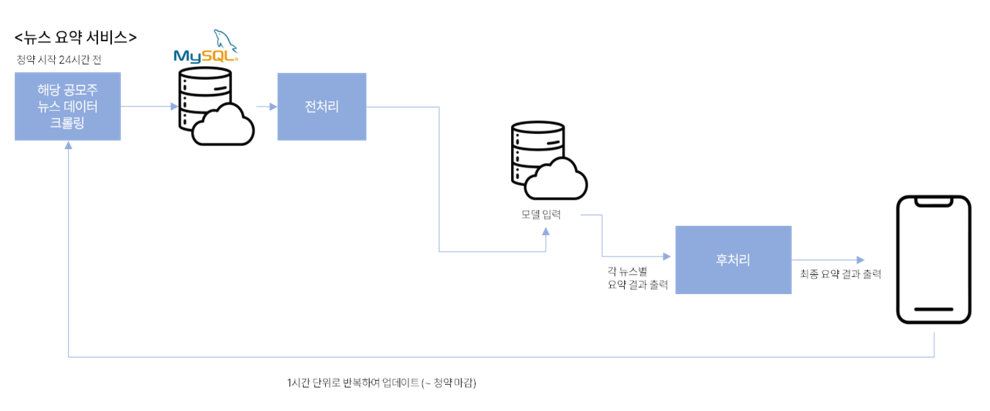 <뉴스 요약 서비스>
청약 시작 24시간 전
해당 공모주
뉴스 데이터
크롤링
MySQL
전처리
모델 입력
각 뉴스별
요약 결과 출력
후처리
최종 요약 결과 출력
1시간 단위로 반복하여 업데이트 (~ 청약 마감)